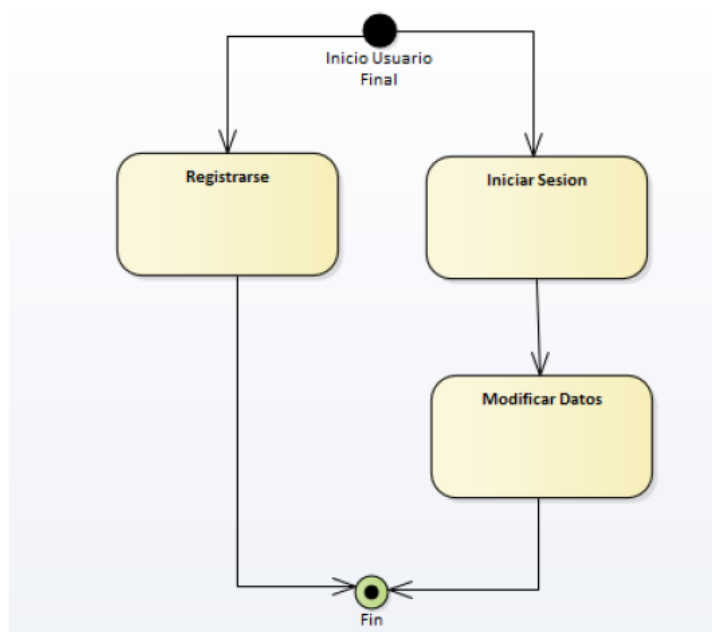 Inicio Usuario
Final
Registrarse
Iniciar Sesion
Modificar Datos
Fin